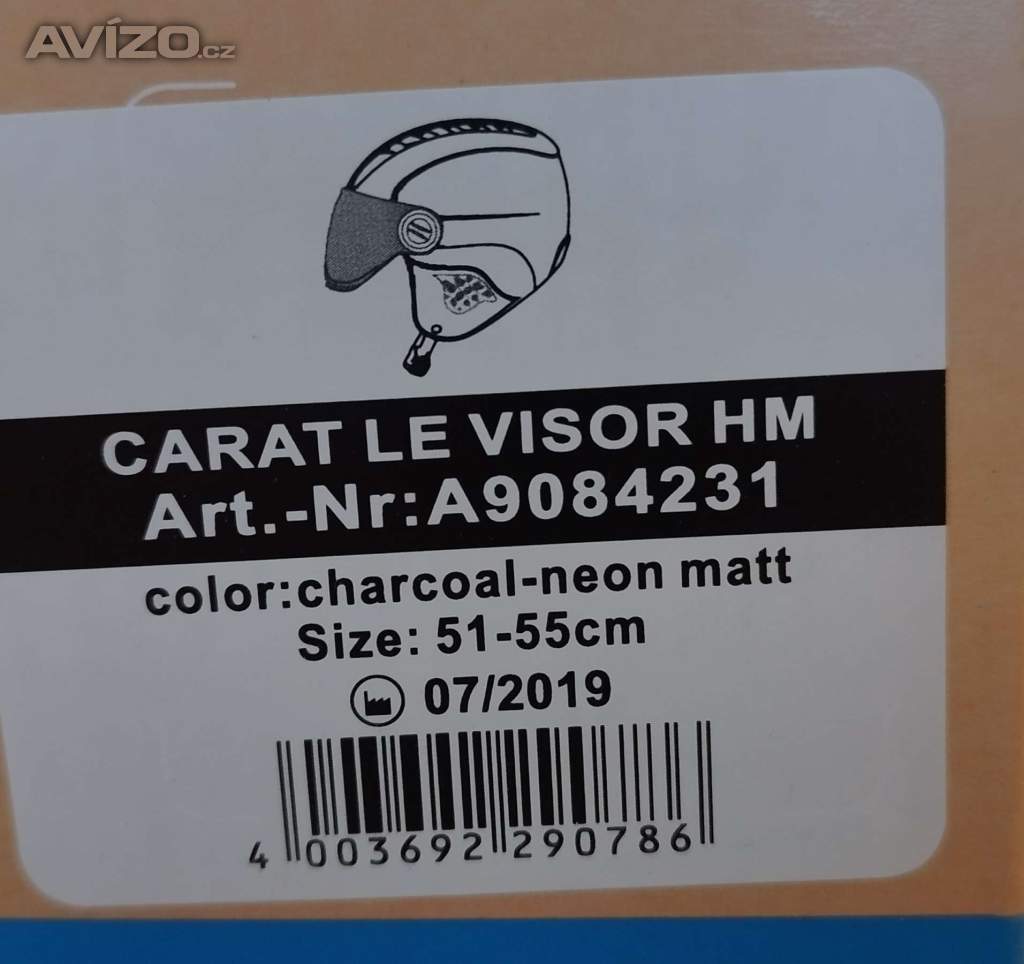 AVÍZO.cz
CARAT LE VISOR HM
Art.-Nr:A9084231
color:charcoal-neon matt
Size: 51-55cm
07/2019
4 003692 290786